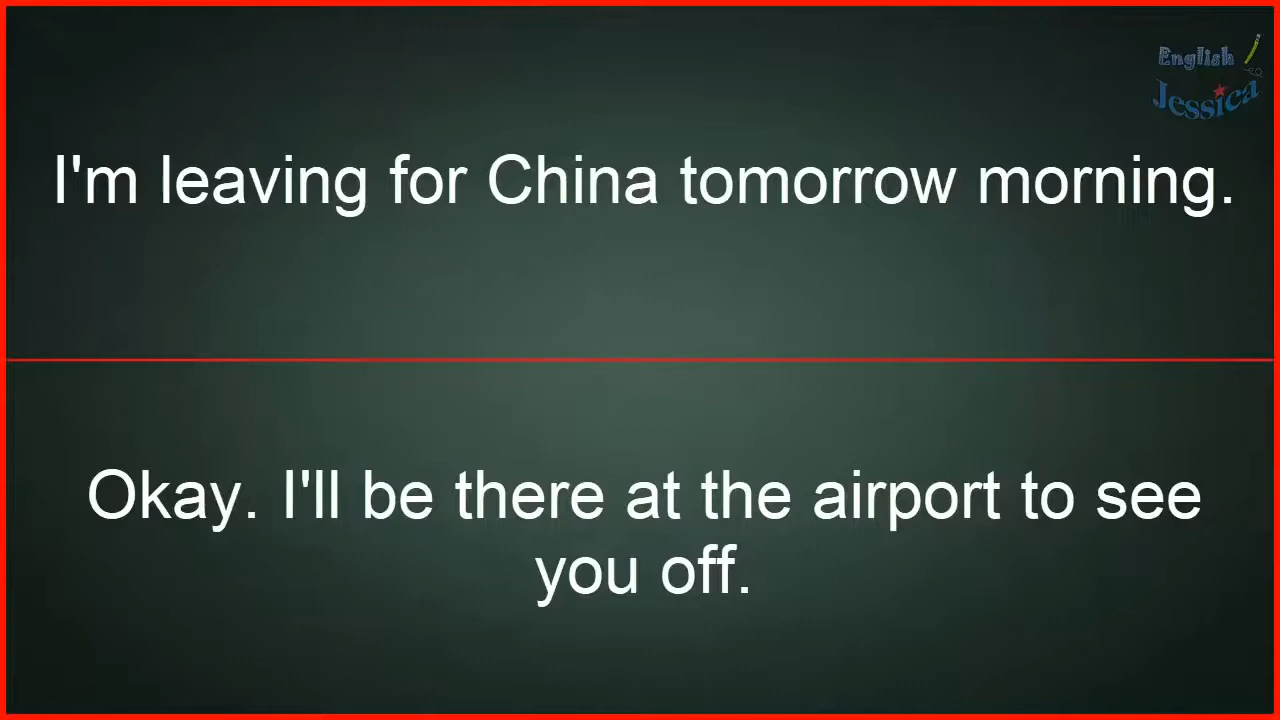 English
Jessica
I'm leaving for China tomorrow morning.
Okay. I'll be there at the airport to see
you off.